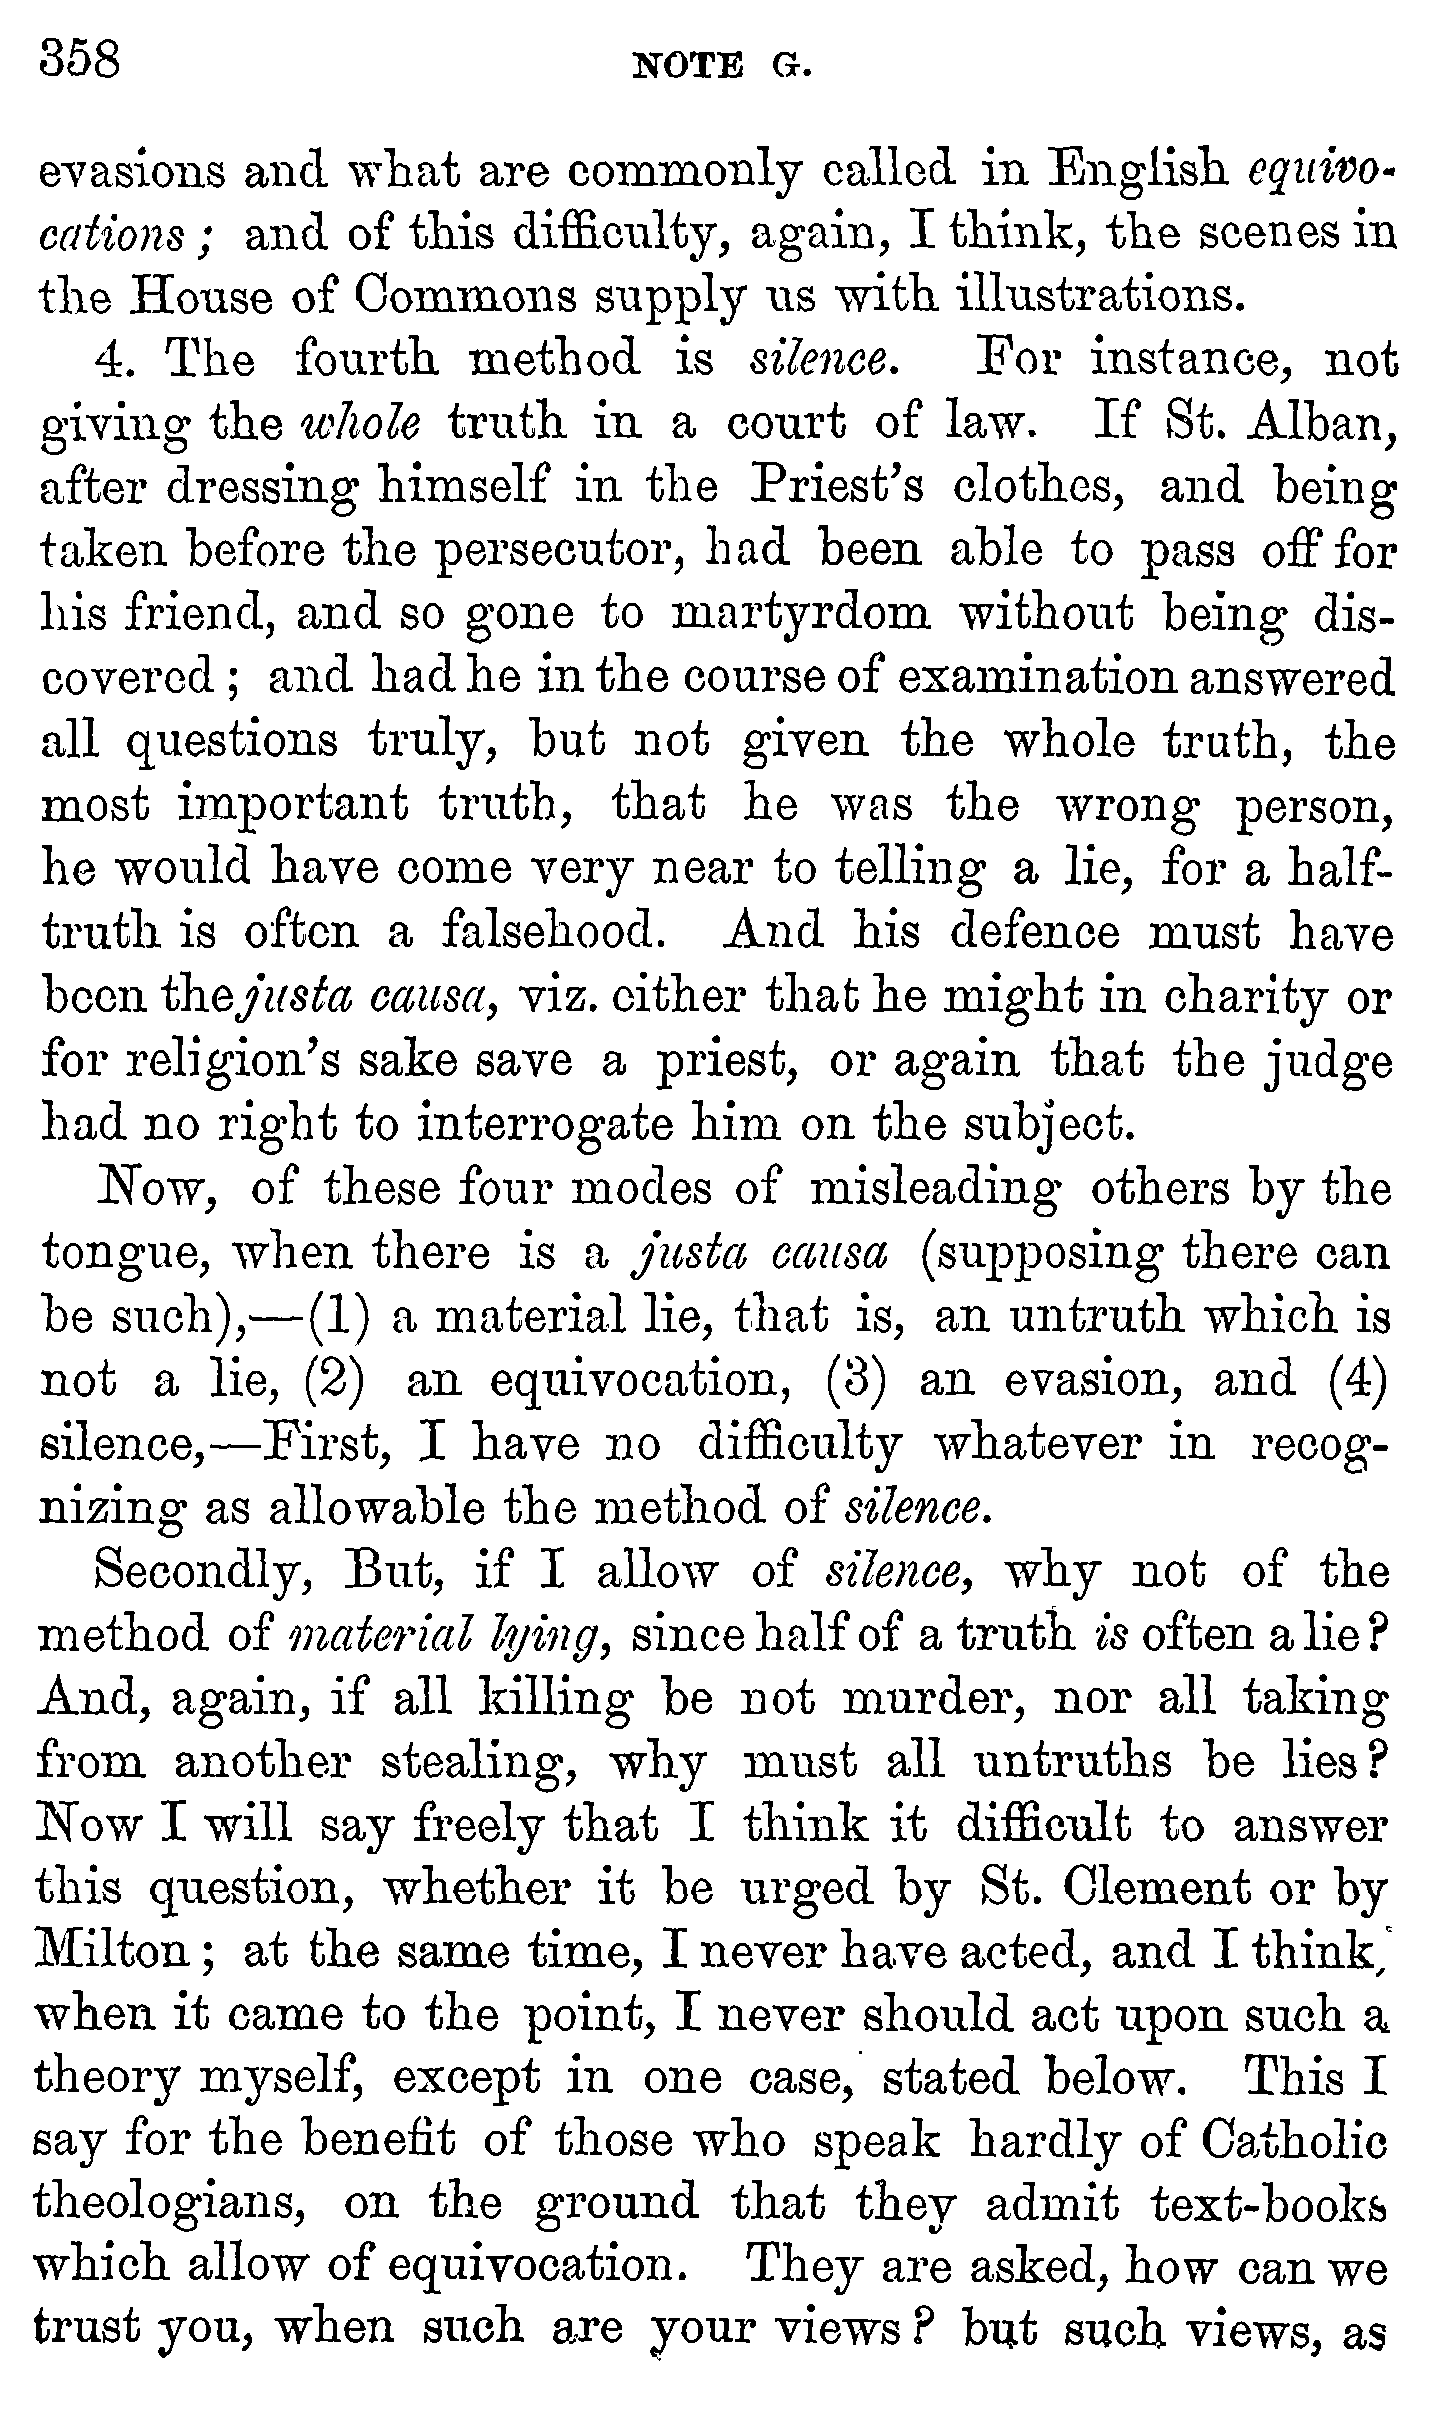 358
NOTE G.
evasions and what are commonly called in English equivo-
cations; and of this difficulty, again, I think, the scenes in
the House of Commons supply us with illustrations.
4. The fourth method is silence. For instance, not
giving the whole truth in a court of law. If St. Alban,
after dressing himself in the Priest's clothes, and being
taken before the persecutor, had been able to pass off for
his friend, and so gone to martyrdom without being dis-
covered; and had he in the course of examination answered
all questions truly, but not given the whole truth, the
most important truth, that he was the wrong person,
he would have come very near to telling a lie, for a half-
truth is often a falsehood. And his defence must have
been the justa causa, viz. either that he might in charity or
for religion's sake save a priest, or again that the judge
had no right to interrogate him on the subject.
Now, of these four modes of misleading others by the
tongue, when there is a justa causa (supposing there can
be such),—(1) a material lie, that is, an untruth which is
not a lie, (2) an equivocation, (3) an evasion, and (4)
silence,—First, I have no difficulty whatever in recog-
nizing as allowable the method of silence.
Secondly, But, if I allow of silence, why not of the
method of material lying, since half of a truth is often a lie?
And, again, if all killing be not murder, nor all taking
from another stealing, why must all untruths be lies?
Now I will say freely that I think it difficult to answer
this question, whether it be urged by St. Clement or by
Milton; at the same time, I never have acted, and I think,
when it came to the point, I never should act upon such a
theory myself, except in one case, stated below. This I
say for the benefit of those who speak hardly of Catholic
theologians, on the ground that they admit text-books
which allow of equivocation. They are asked, how can we
trust you, when such are your views? but such views, as